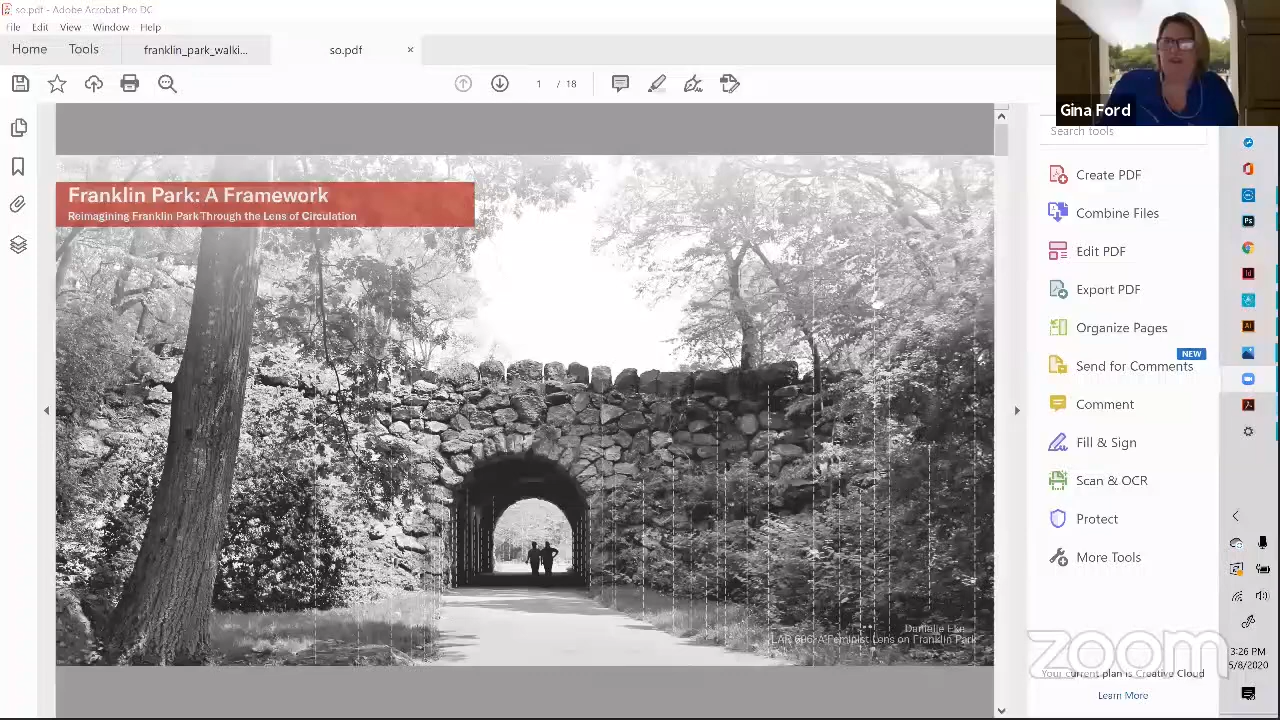 so.pdf - Adobe Acrobat Pro DC
File Edit View Window Help
Home Tools franklin_park_walki... so.pdf ×
1 / 18
Gina Ford
Search tools
Create PDF
Combine Files
Edit PDF
Export PDF
Organize Pages
NEW
Send for Comments
Comment
Fill & Sign
Scan & OCR
Protect
More Tools
Franklin Park: A Framework
Reimagining Franklin Park Through the Lens of Circulation
Danielle Eke
LAR 696: A Feminist Lens on Franklin Park
zoom
Your current plan is Creative Cloud
Learn More
3:26 PM
5/8/2020